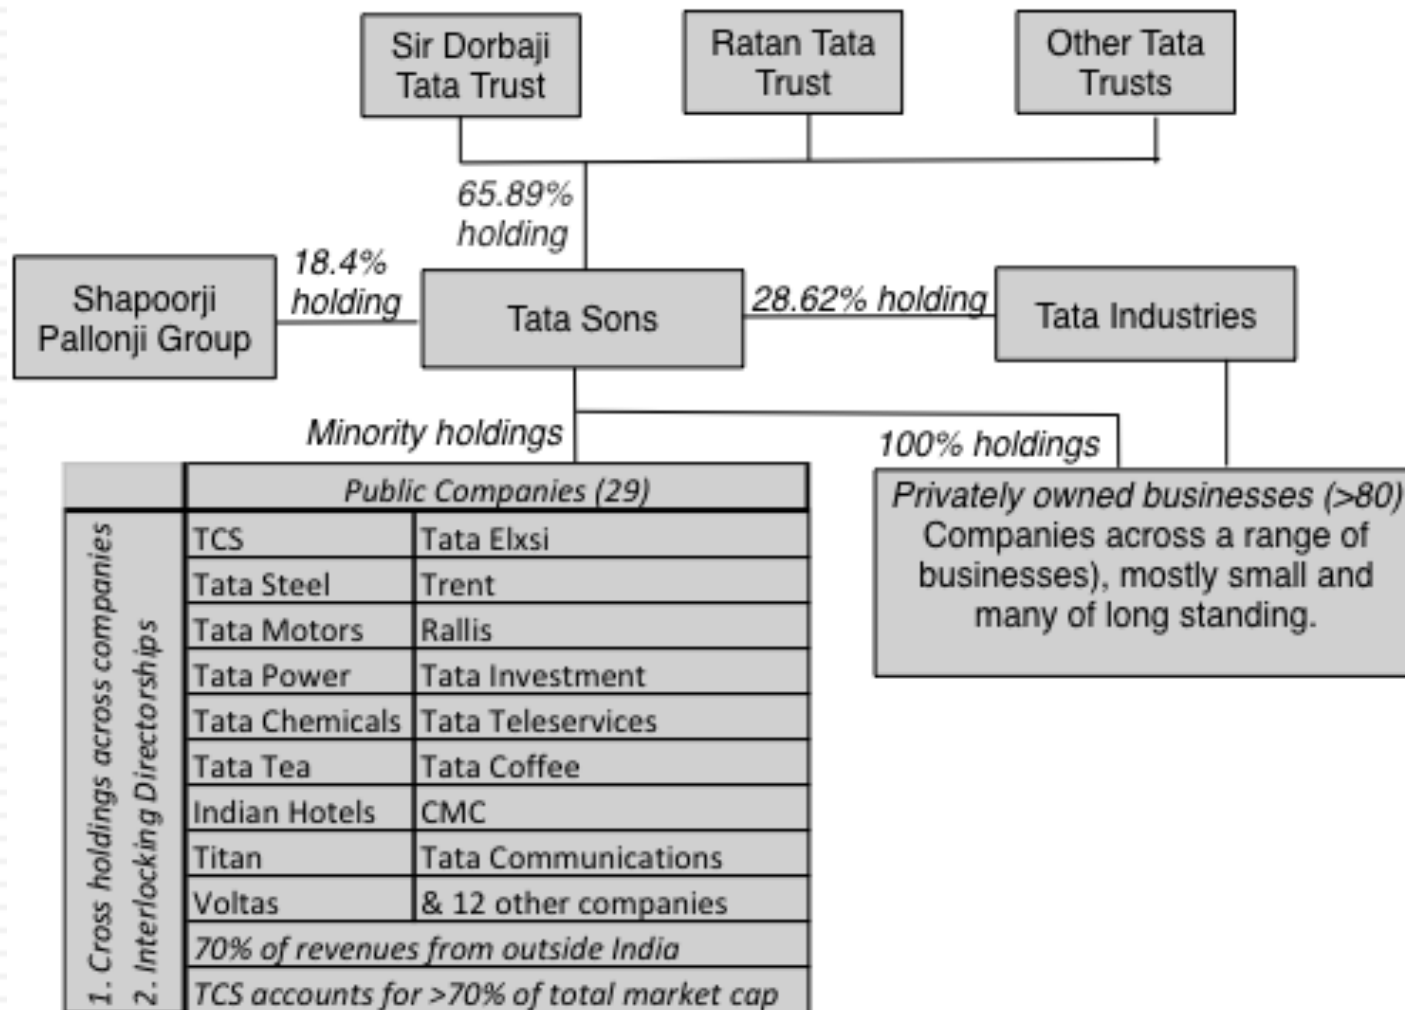 Sir Dorbaji
Tata Trust
Ratan Tata
Trust
Other Tata
Trusts
65.89%
holding
Shapoorji
Pallonji Group
18.4%
holding
Tata Sons
28.62% holding
Tata Industries
Minority holdings
100% holdings
Public Companies (29)
1. Cross holdings across companies
2. Interlocking Directorships
TCS Tata Elxsi
Tata Steel Trent
Tata Motors Rallis
Tata Power Tata Investment
Tata Chemicals Tata Teleservices
Tata Tea Tata Coffee
Indian Hotels CMC
Titan Tata Communications
Voltas & 12 other companies
70% of revenues from outside India
TCS accounts for >70% of total market cap
Privately owned businesses (>80)
Companies across a range of
businesses), mostly small and
many of long standing.